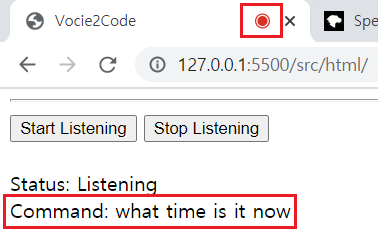 Vocie2Code
Spe
127.0.0.1:5500/src/html/
Start Listening Stop Listening
Status: Listening
Command: what time is it now